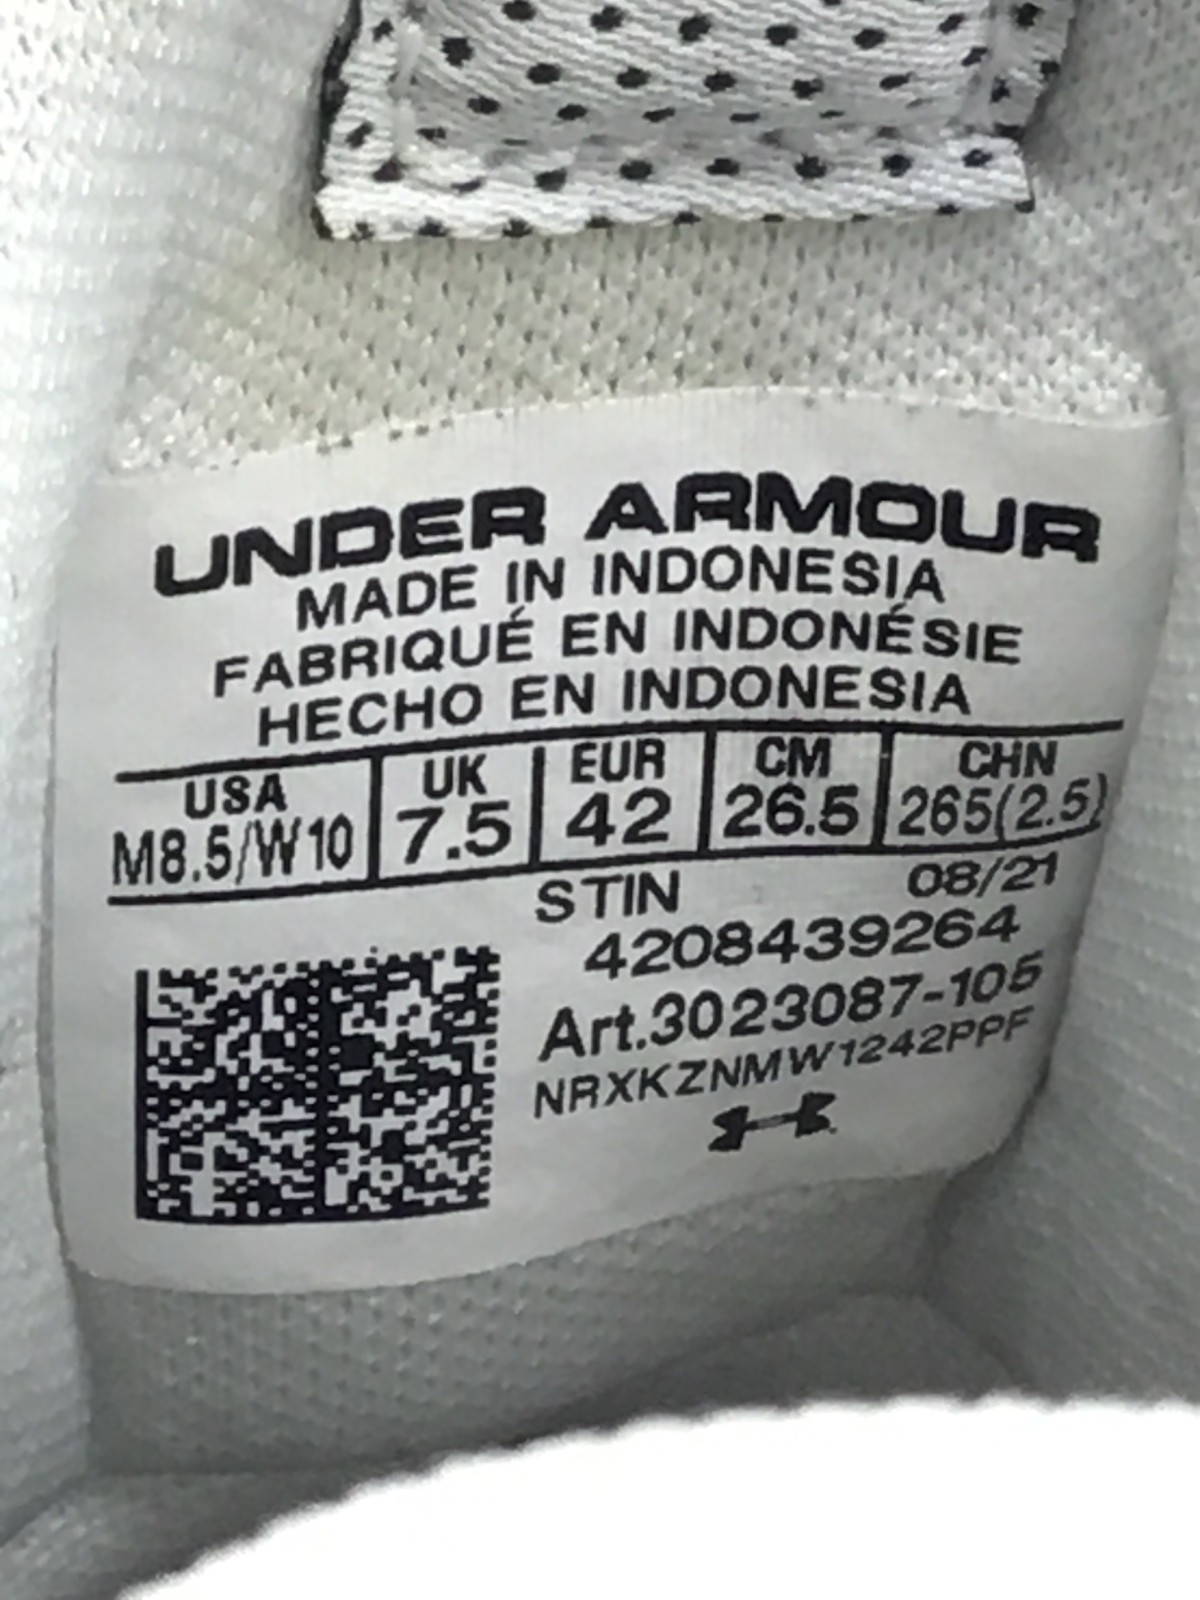 UNDER ARMOUR
MADE IN INDONESIA
FABRIQUÉ EN INDONÉSIE
HECHO EN INDONESIA
USA UK EUR CM CHN
M8.5/W10 7.5 42 26.5 265(2.5)
STIN 08/21
4208439264
Art.3023087-105
NRXKZNMW1242PPF